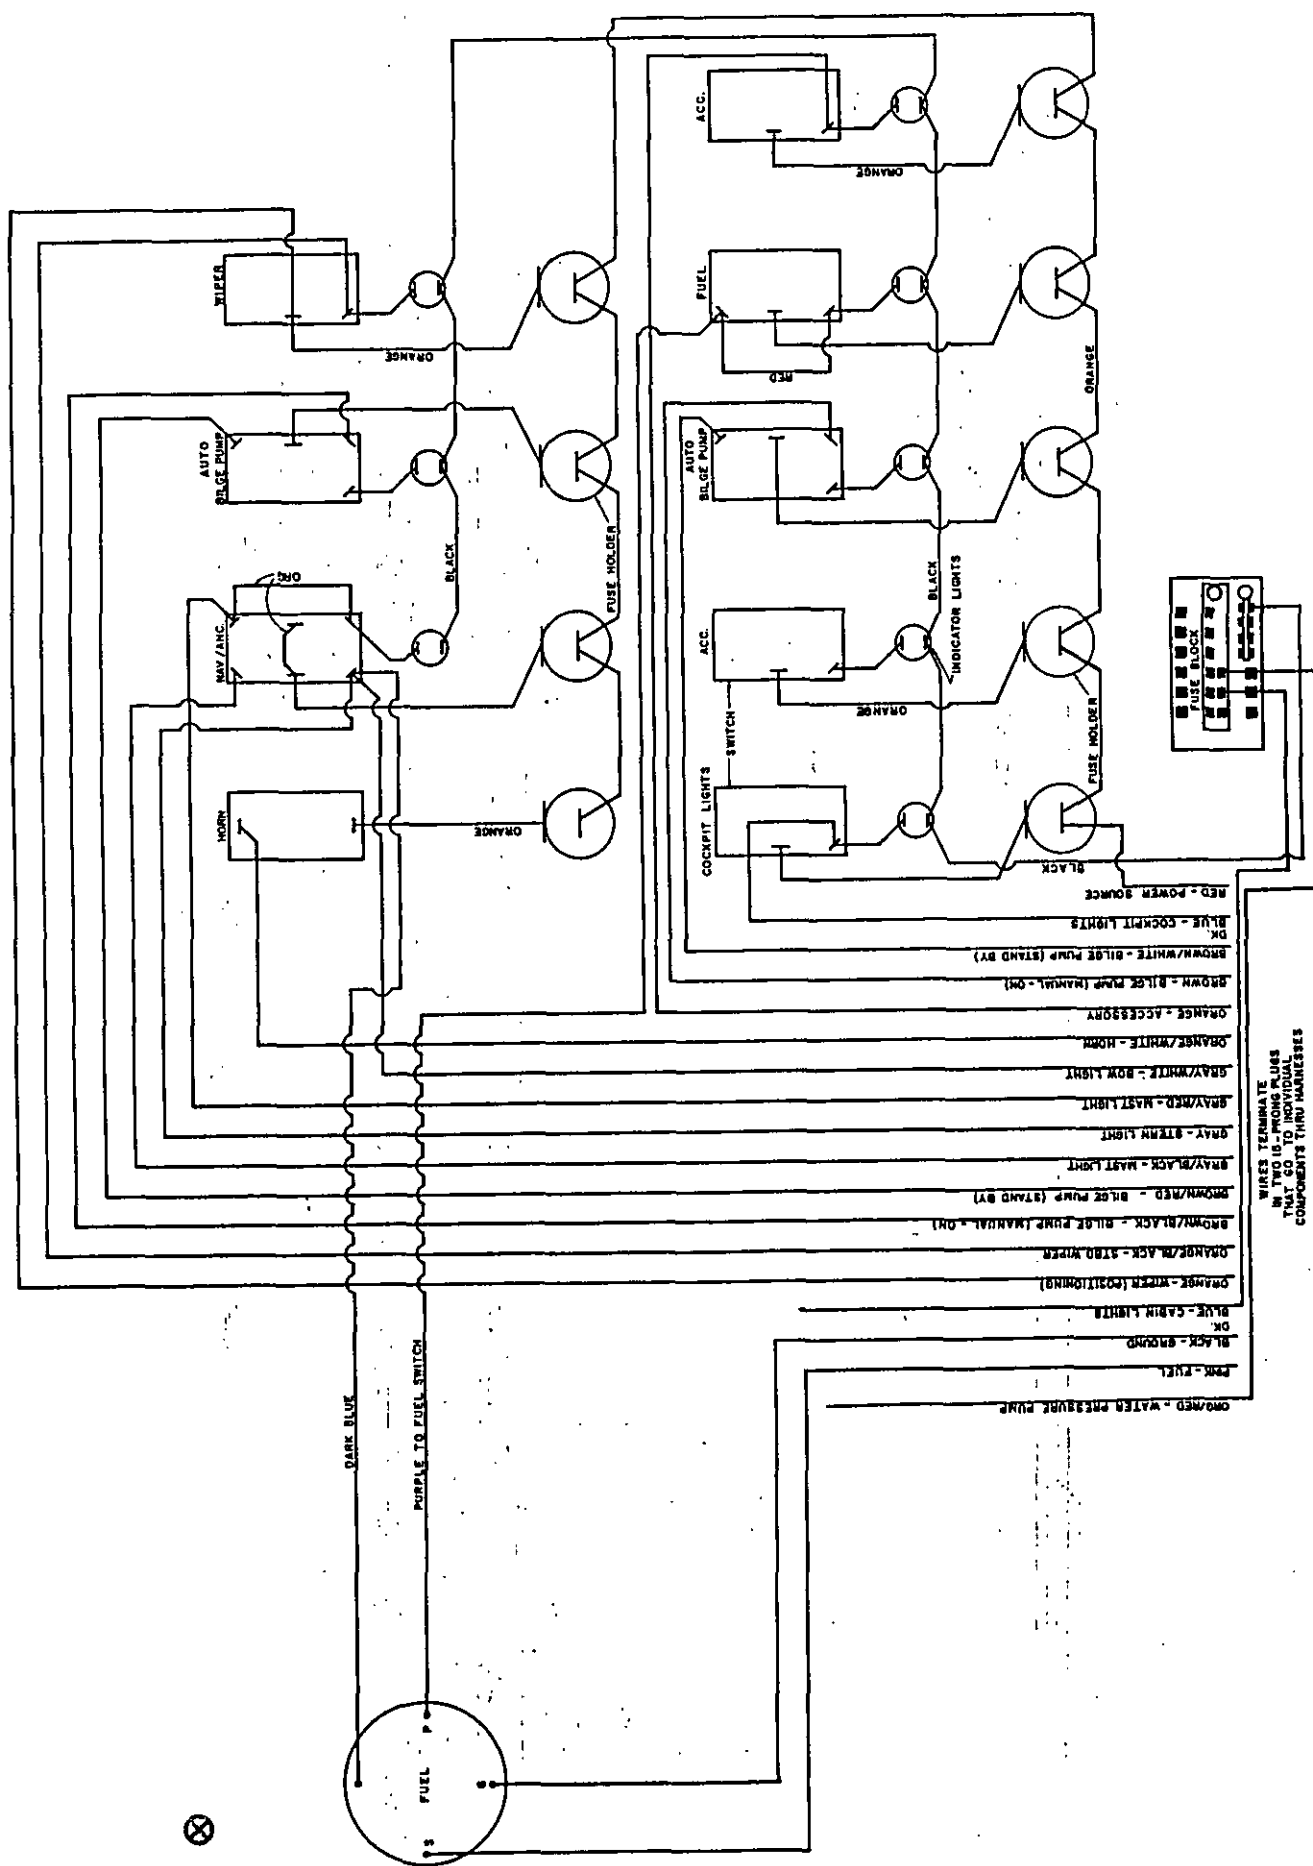 WIPER
ORANGE
AUTO
BILGE PUMP
BLACK
FUSE HOLDER
NAV/ANC.
ORG
HORN
ORANGE
ACC.
ORANGE
FUEL
RED
ORANGE
AUTO
BILGE PUMP
BLACK
INDICATOR LIGHTS
ACC.
ORANGE
SWITCH
FUSE HOLDER
COCKPIT LIGHTS
BLACK
FUSE BLOCK
RED - POWER SOURCE
BLUE - COCKPIT LIGHTS
DK.
BROWN/WHITE - BILGE PUMP (STAND BY)
BROWN - BILGE PUMP (MANUAL - ON)
ORANGE - ACCESSORY
ORANGE/WHITE - HORN
GRAY/WHITE - BOW LIGHT
GRAY/RED - MAST LIGHT
GRAY - STERN LIGHT
GRAY/BLACK - MAST LIGHT
BROWN/RED - BILGE PUMP (STAND BY)
BROWN/BLACK - BILGE PUMP (MANUAL - ON)
ORANGE/BLACK - STBD WIPER
ORANGE - WIPER (POSITIONING)
BLUE - CABIN LIGHTS
DK.
BLACK - GROUND
PINK - FUEL
ORG/RED - WATER PRESSURE PUMP
WIRES TERMINATE
IN TWO 15-PRONG PLUGS
THAT GO TO INDIVIDUAL
COMPONENTS THRU HARNESSES
DARK BLUE
PURPLE TO FUEL SWITCH
FUEL
P
G
S